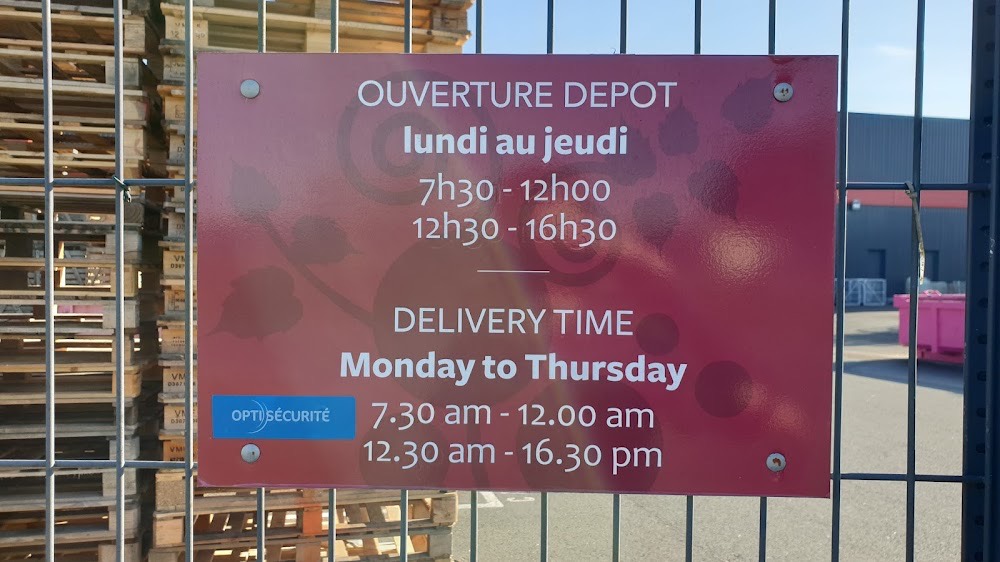 OUVERTURE DEPOT
lundi au jeudi
7h30 - 12h00
12h30 - 16h30
DELIVERY TIME
Monday to Thursday
7.30 am - 12.00 am
12.30 am - 16.30 pm
OPTI SÉCURITÉ